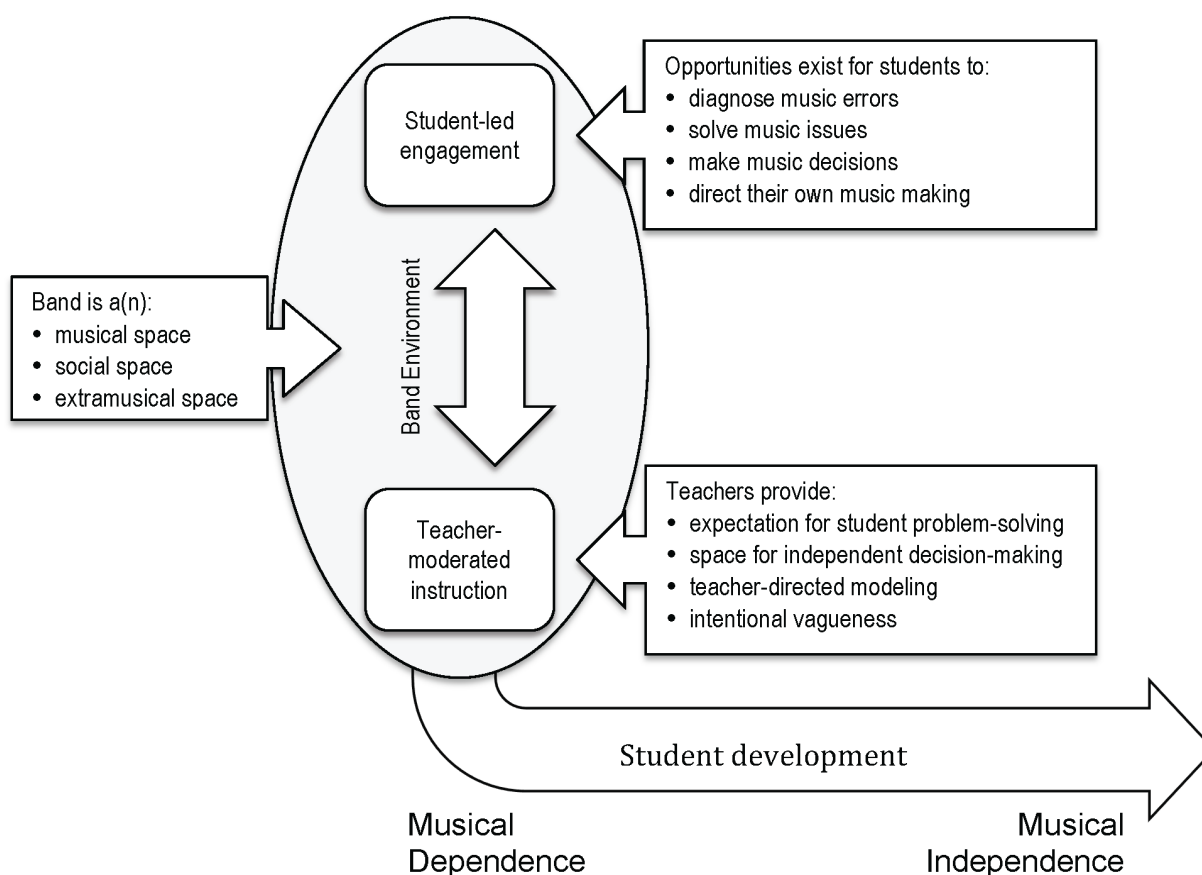 Student-led
engagement
Opportunities exist for students to:
• diagnose music errors
• solve music issues
• make music decisions
• direct their own music making
Band is a(n):
• musical space
• social space
• extramusical space
Band Environment
Teacher-
moderated
instruction
Teachers provide:
• expectation for student problem-solving
• space for independent decision-making
• teacher-directed modeling
• intentional vagueness
Student development
Musical
Dependence
Musical
Independence